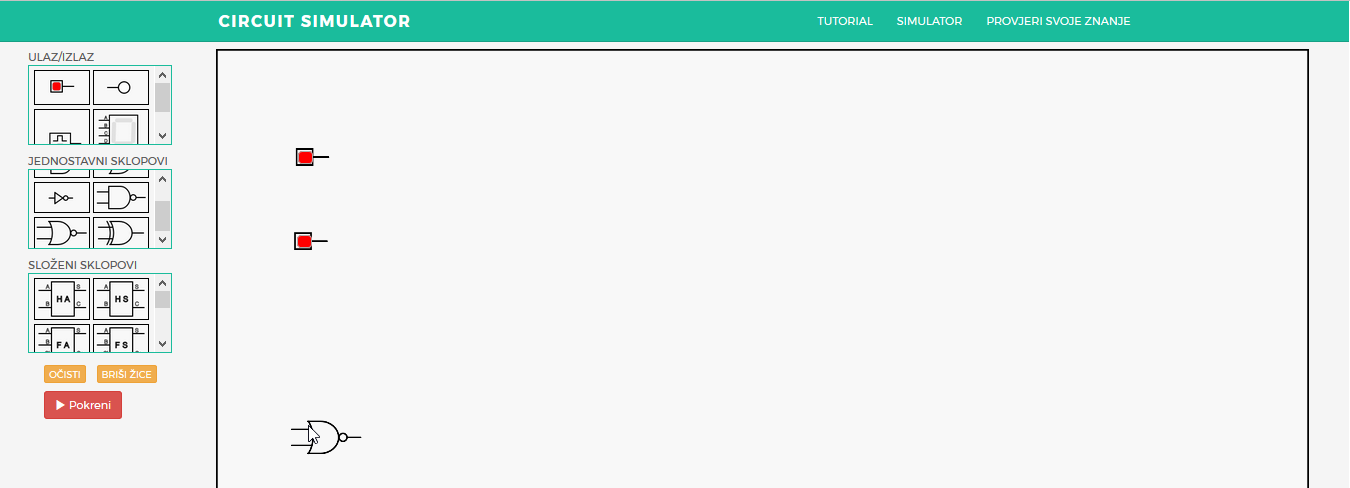 CIRCUIT SIMULATOR
TUTORIAL SIMULATOR PROVJERI SVOJE ZNANJE
ULAZ/IZLAZ
A
B
C
D
JEDNOSTAVNI SKLOPOVI
SLOŽENI SKLOPOVI
A HA S
B C
A HS S
B C
A FA S
B
A FS S
B
OČISTI BRIŠI ŽICE
Pokreni